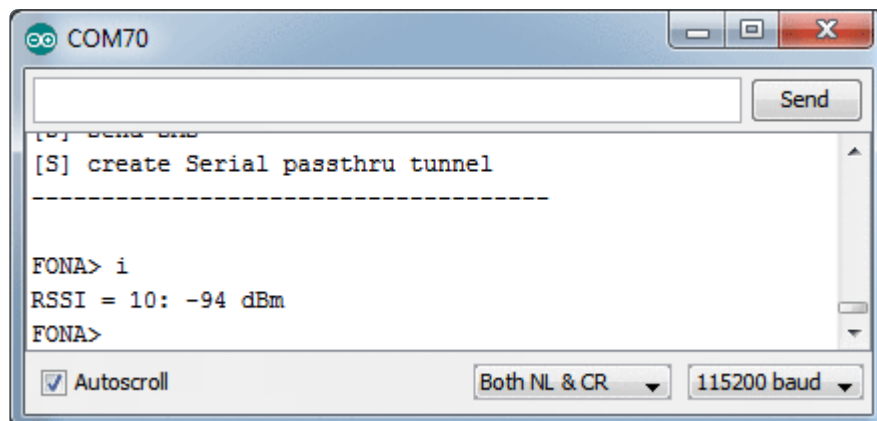 COM70
Send
[S] create Serial passthru tunnel
--------------------------------------
FONA> i
RSSI = 10: -94 dBm
FONA>
Autoscroll
Both NL & CR
115200 baud